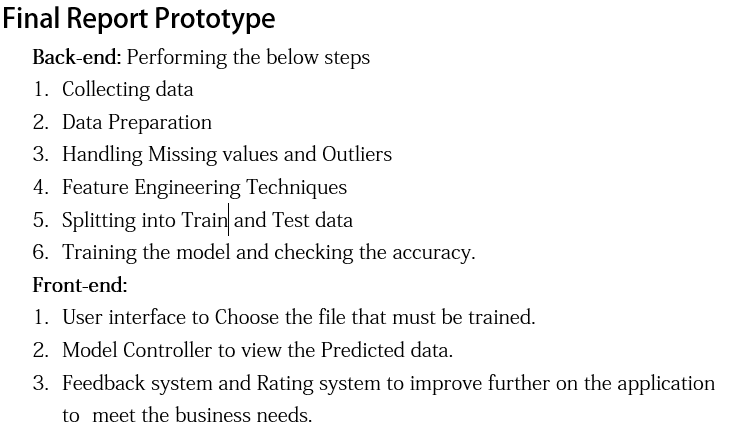 Final Report Prototype
Back-end: Performing the below steps
1. Collecting data
2. Data Preparation
3. Handling Missing values and Outliers
4. Feature Engineering Techniques
5. Splitting into Train and Test data
6. Training the model and checking the accuracy.
Front-end:
1. User interface to Choose the file that must be trained.
2. Model Controller to view the Predicted data.
3. Feedback system and Rating system to improve further on the application
to meet the business needs.